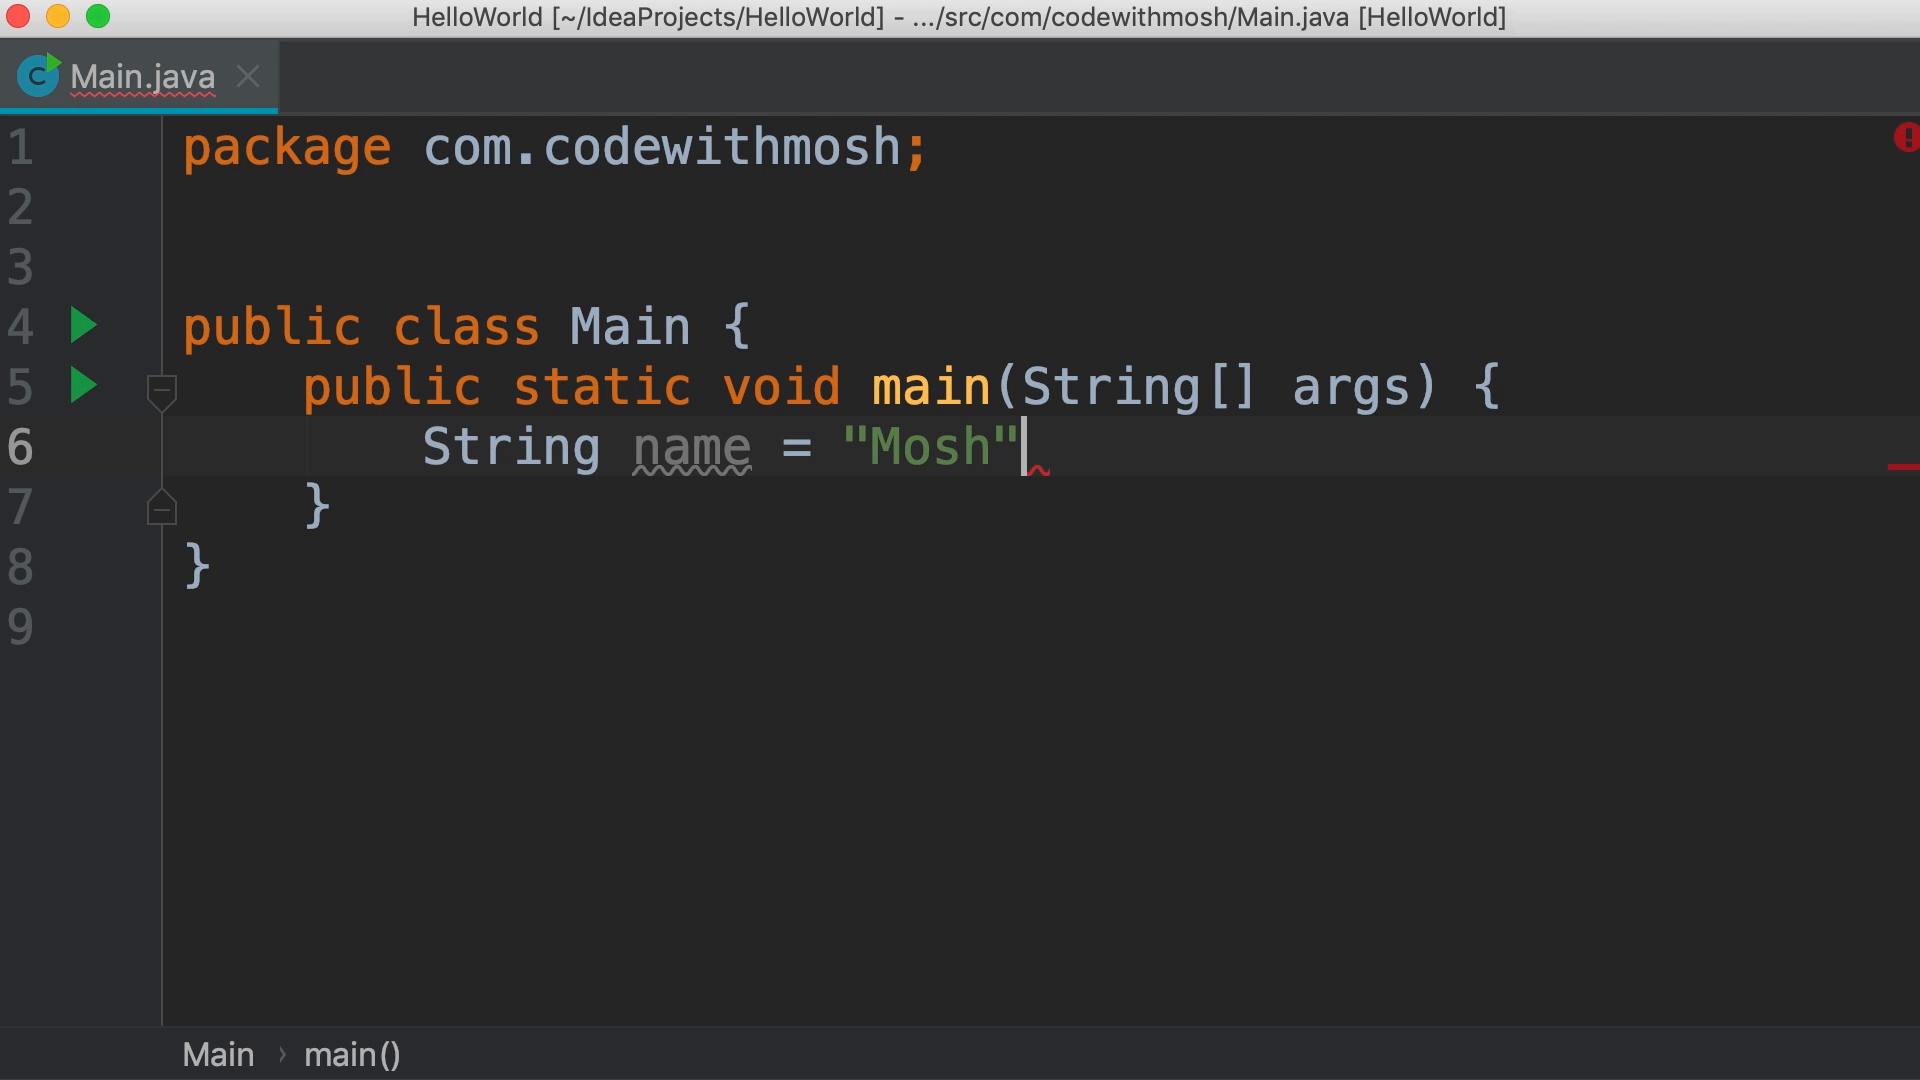 HelloWorld [~/IdeaProjects/HelloWorld] - .../src/com/codewithmosh/Main.java [HelloWorld]
C Main.java
1 package com.codewithmosh;
2
3
4 public class Main {
5 public static void main(String[] args) {
6 String name = "Mosh"
7 }
8 }
9
Main › main()